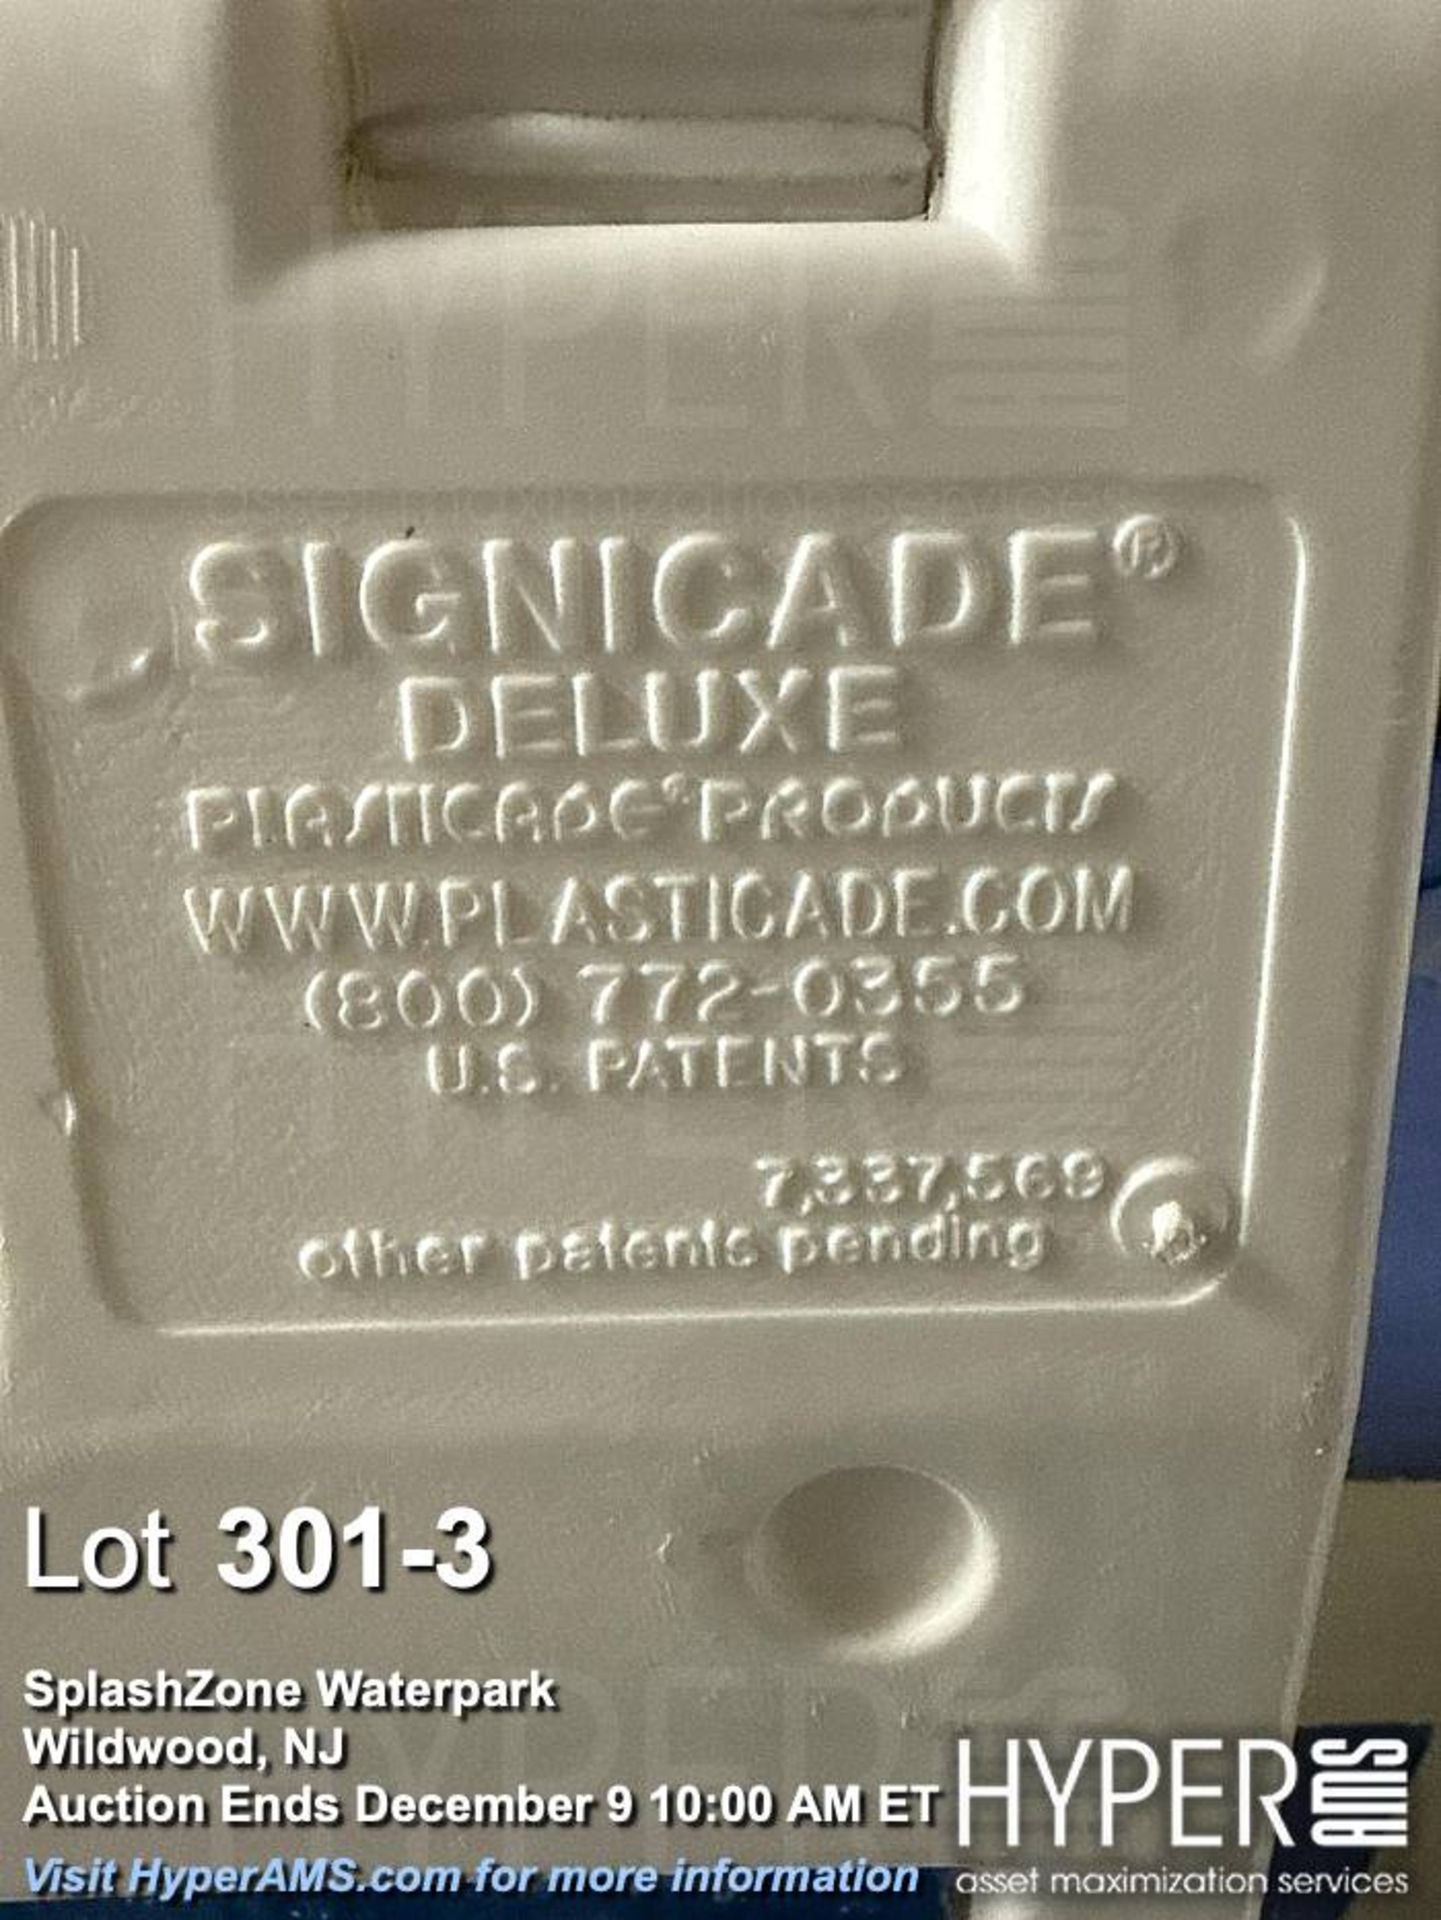 SIGNICADE®
DELUXE
PLASTICADE® PRODUCTS
WWW.PLASTICADE.COM
(800) 772-0355
U.S. PATENTS
7,337,569
other patents pending
Lot 301-3
SplashZone Waterpark
Wildwood, NJ
Auction Ends December 9 10:00 AM ET
Visit HyperAMS.com for more information
HYPER AMS
asset maximization services